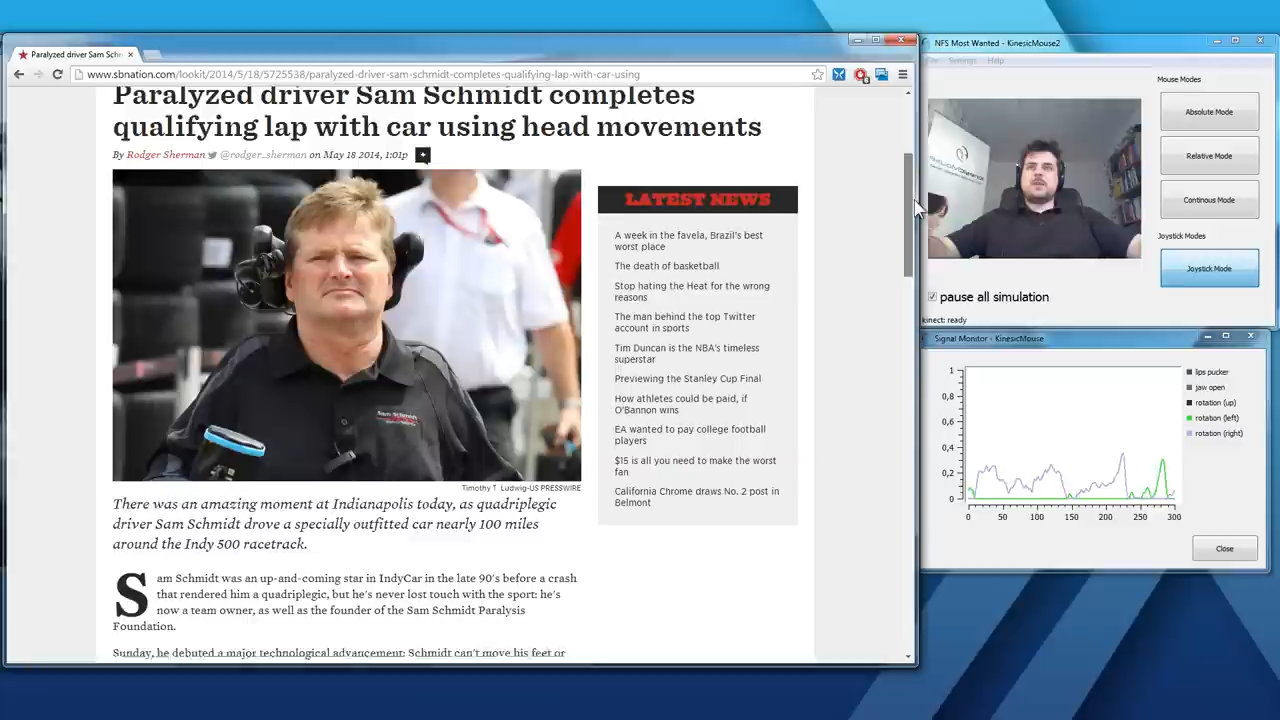 Paralyzed driver Sam Schm
www.sbnation.com/lookit/2014/5/18/5725538/paralyzed-driver-sam-schmidt-completes-qualifying-lap-with-car-using
Paralyzed driver Sam Schmidt completes
qualifying lap with car using head movements
By Rodger Sherman @rodger_sherman on May 18 2014, 1:01p
Sam Schmidt
Timothy T Ludwig-US PRESSWIRE
There was an amazing moment at Indianapolis today, as quadriplegic
driver Sam Schmidt drove a specially outfitted car nearly 100 miles
around the Indy 500 racetrack.
Sam Schmidt was an up-and-coming star in IndyCar in the late 90's before a crash
that rendered him a quadriplegic, but he's never lost touch with the sport: he's
now a team owner, as well as the founder of the Sam Schmidt Paralysis
Foundation.
Sunday, he debuted a major technological advancement: Schmidt can't move his feet or
LATEST NEWS
A week in the favela, Brazil's best
worst place
The death of basketball
Stop hating the Heat for the wrong
reasons
The man behind the top Twitter
account in sports
Tim Duncan is the NBA's timeless
superstar
Previewing the Stanley Cup Final
How athletes could be paid, if
O'Bannon wins
EA wanted to pay college football
players
$15 is all you need to make the worst
fan
California Chrome draws No. 2 post in
Belmont
NFS Most Wanted - KinesicMouse2
Settings Help
Mouse Modes
Absolute Mode
Relative Mode
Continous Mode
Joystick Modes
Joystick Mode
pause all simulation
kinect: ready
Signal Monitor - KinesicMouse
1
0,8
0,6
0,4
0,2
0
0 50 100 150 200 250 300
lips pucker
jaw open
rotation (up)
rotation (left)
rotation (right)
Close